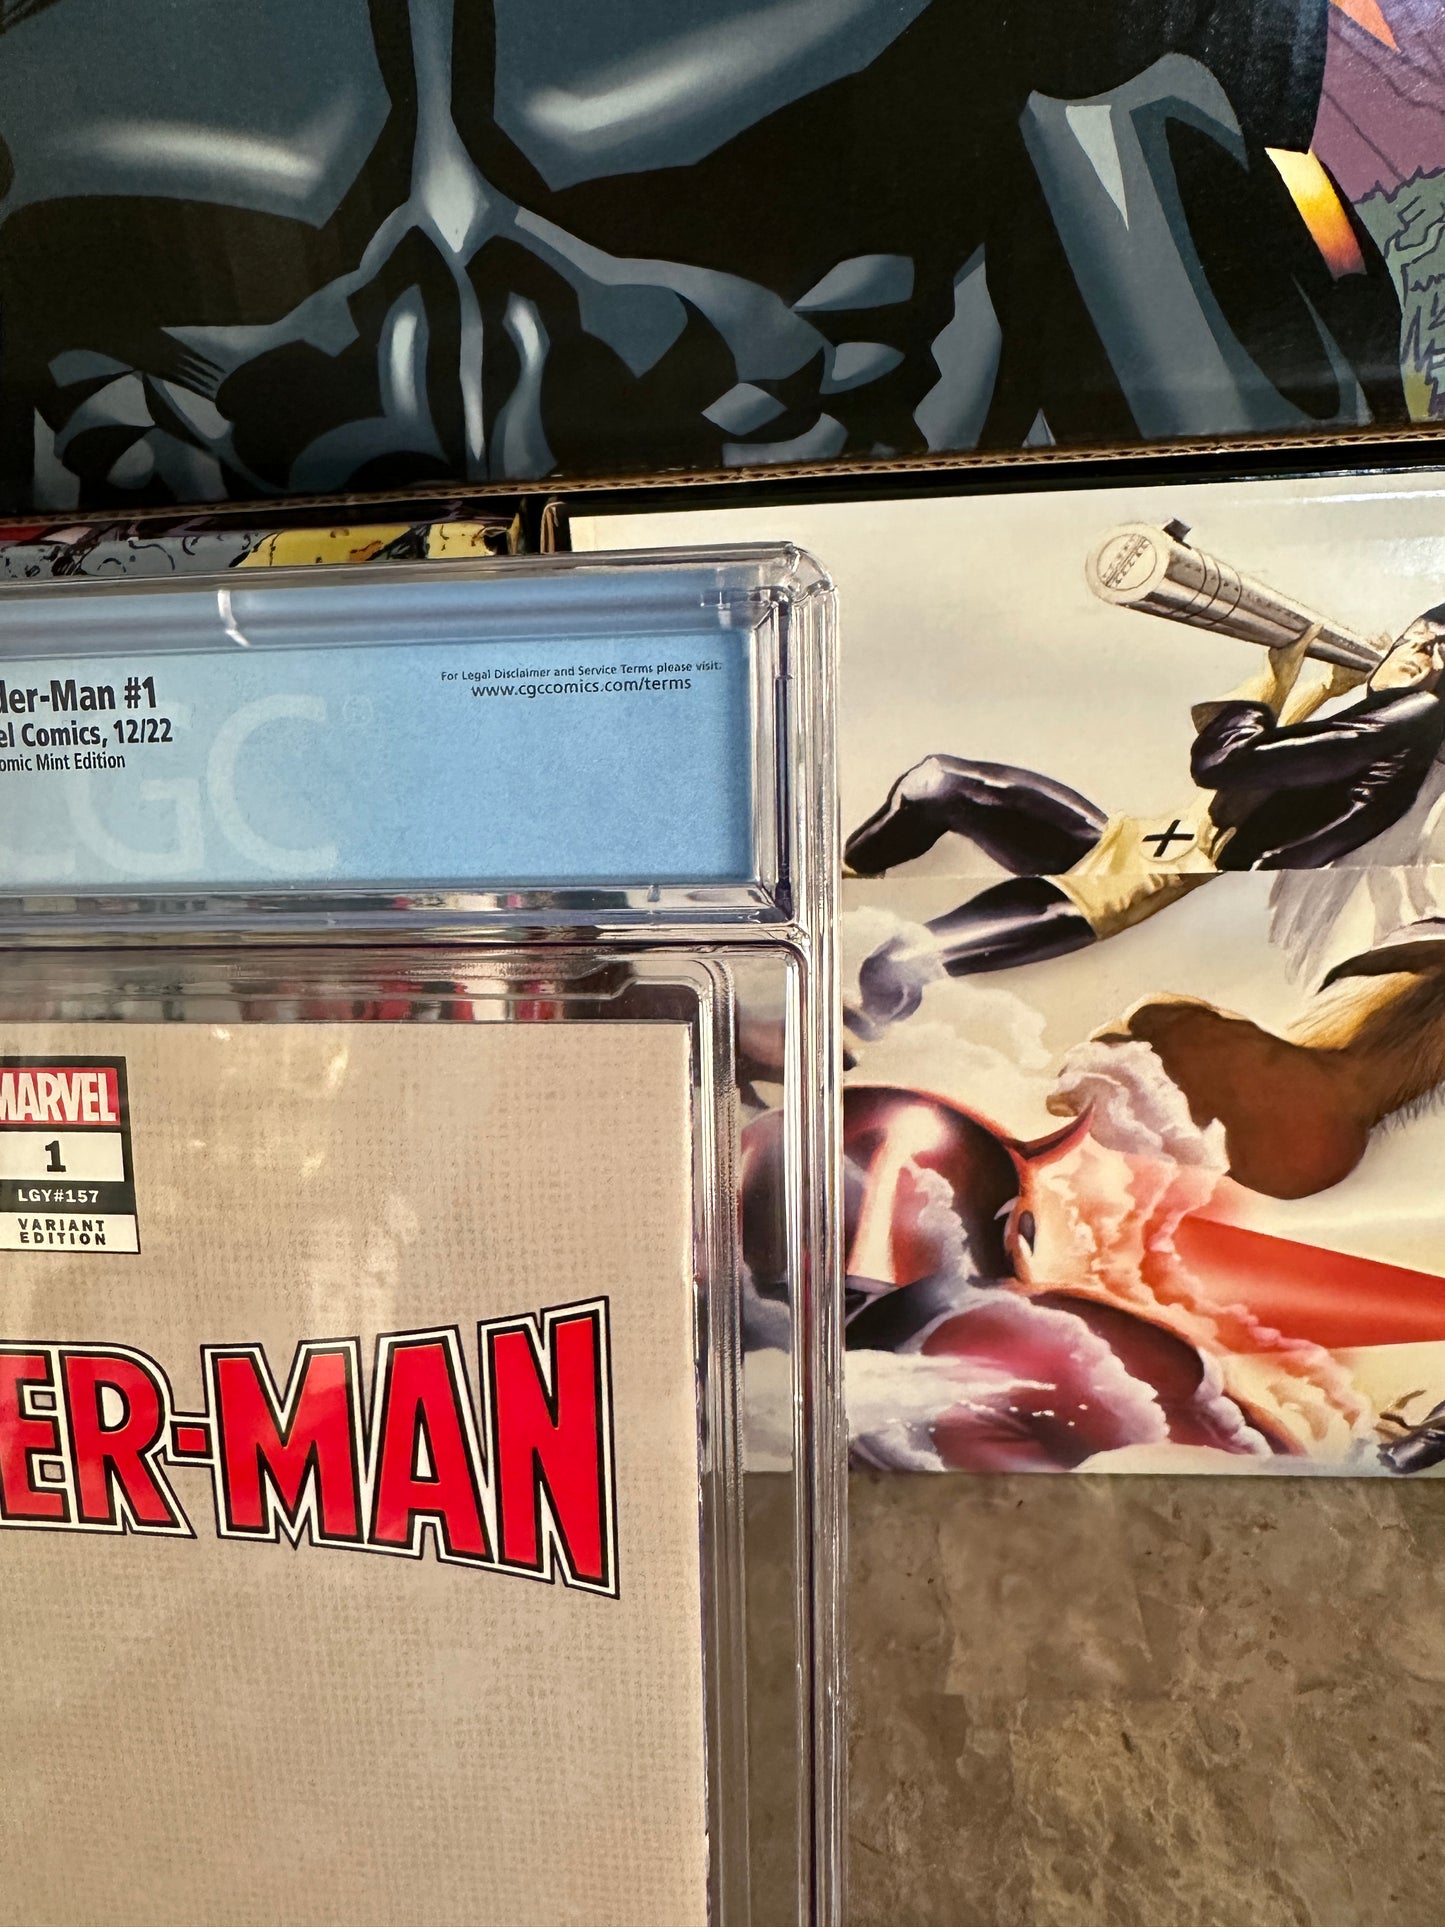 For Legal Disclaimer and Service Terms please visit:
www.cgccomics.com/terms
der-Man #1
el Comics, 12/22
omic Mint Edition
CGC
MARVEL
1
LGY#157
VARIANT
EDITION
ER-MAN